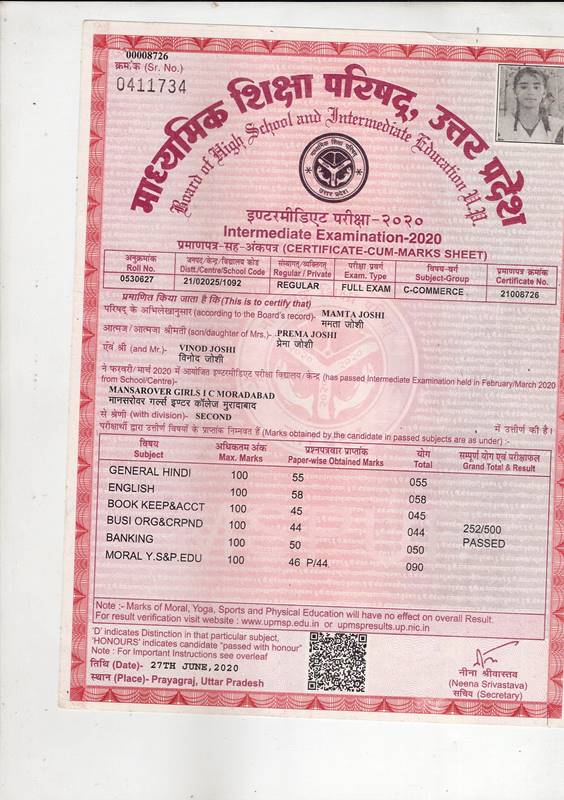 00008726
क्रमांक (Sr. No.)
0411734
माध्यमिक शिक्षा परिषद्, उत्तर प्रदेश
Board of High School and Intermediate Education U.P.
इण्टरमीडिएट परीक्षा-२०२०
Intermediate Examination-2020
प्रमाणपत्र-सह-अंकपत्र (CERTIFICATE-CUM-MARKS SHEET)
अनुक्रमांक जनपद/केन्द्र/विद्यालय कोड संस्थागत/व्यक्तिगत परीक्षा प्रवर्ग विषय-वर्ग प्रमाणपत्र क्रमांक
Roll No. Distt./Centre/School Code Regular / Private Exam. Type Subject-Group Certificate No.
0530627 21/02025/1092 REGULAR FULL EXAM C-COMMERCE 21008726
प्रमाणित किया जाता है कि (This is to certify that)
परिषद के अभिलेखानुसार (according to the Board's record)- MAMTA JOSHI
ममता जोशी
आत्मज / आत्मजा श्रीमती (son/daughter of Mrs.)- PREMA JOSHI
प्रेमा जोशी
एवं श्री (and Mr.)- VINOD JOSHI
विनोद जोशी
ने फरवरी/मार्च 2020 में आयोजित इण्टरमीडिएट परीक्षा विद्यालय/केन्द्र (has passed Intermediate Examination held in February/March 2020
from School/Centre)-
MANSAROVER GIRLS I C MORADABAD
मानसरोवर गर्ल्स इण्टर कॉलेज मुरादाबाद
से श्रेणी (with division)- SECOND में उत्तीर्ण की है।
परीक्षार्थी द्वारा उत्तीर्ण विषयों के प्राप्तांक निम्नवत हैं (Marks obtained by the candidate in passed subjects are as under) :-
विषय अधिकतम अंक प्रश्नपत्रवार प्राप्तांक योग सम्पूर्ण योग एवं परीक्षाफल
Subject Max. Marks Paper-wise Obtained Marks Total Grand Total & Result
GENERAL HINDI 100 55 055
ENGLISH 100 58 058
BOOK KEEP&ACCT 100 45 045
BUSI ORG&CRPND 100 44 044 252/500
BANKING 100 50 050 PASSED
MORAL Y.S&P.EDU 100 46 P/44 090
Note :- Marks of Moral, Yoga, Sports and Physical Education will have no effect on overall Result.
For result verification visit website : www.upmsp.edu.in or upmspresults.up.nic.in
'D' indicates Distinction in that particular subject,
'HONOURS' indicates candidate "passed with honour"
Note : For Important Instructions see overleaf
तिथि (Date)- 27TH JUNE,2020
स्थान (Place)- Prayagraj, Uttar Pradesh
नीना श्रीवास्तव
(Neena Srivastava)
सचिव (Secretary)